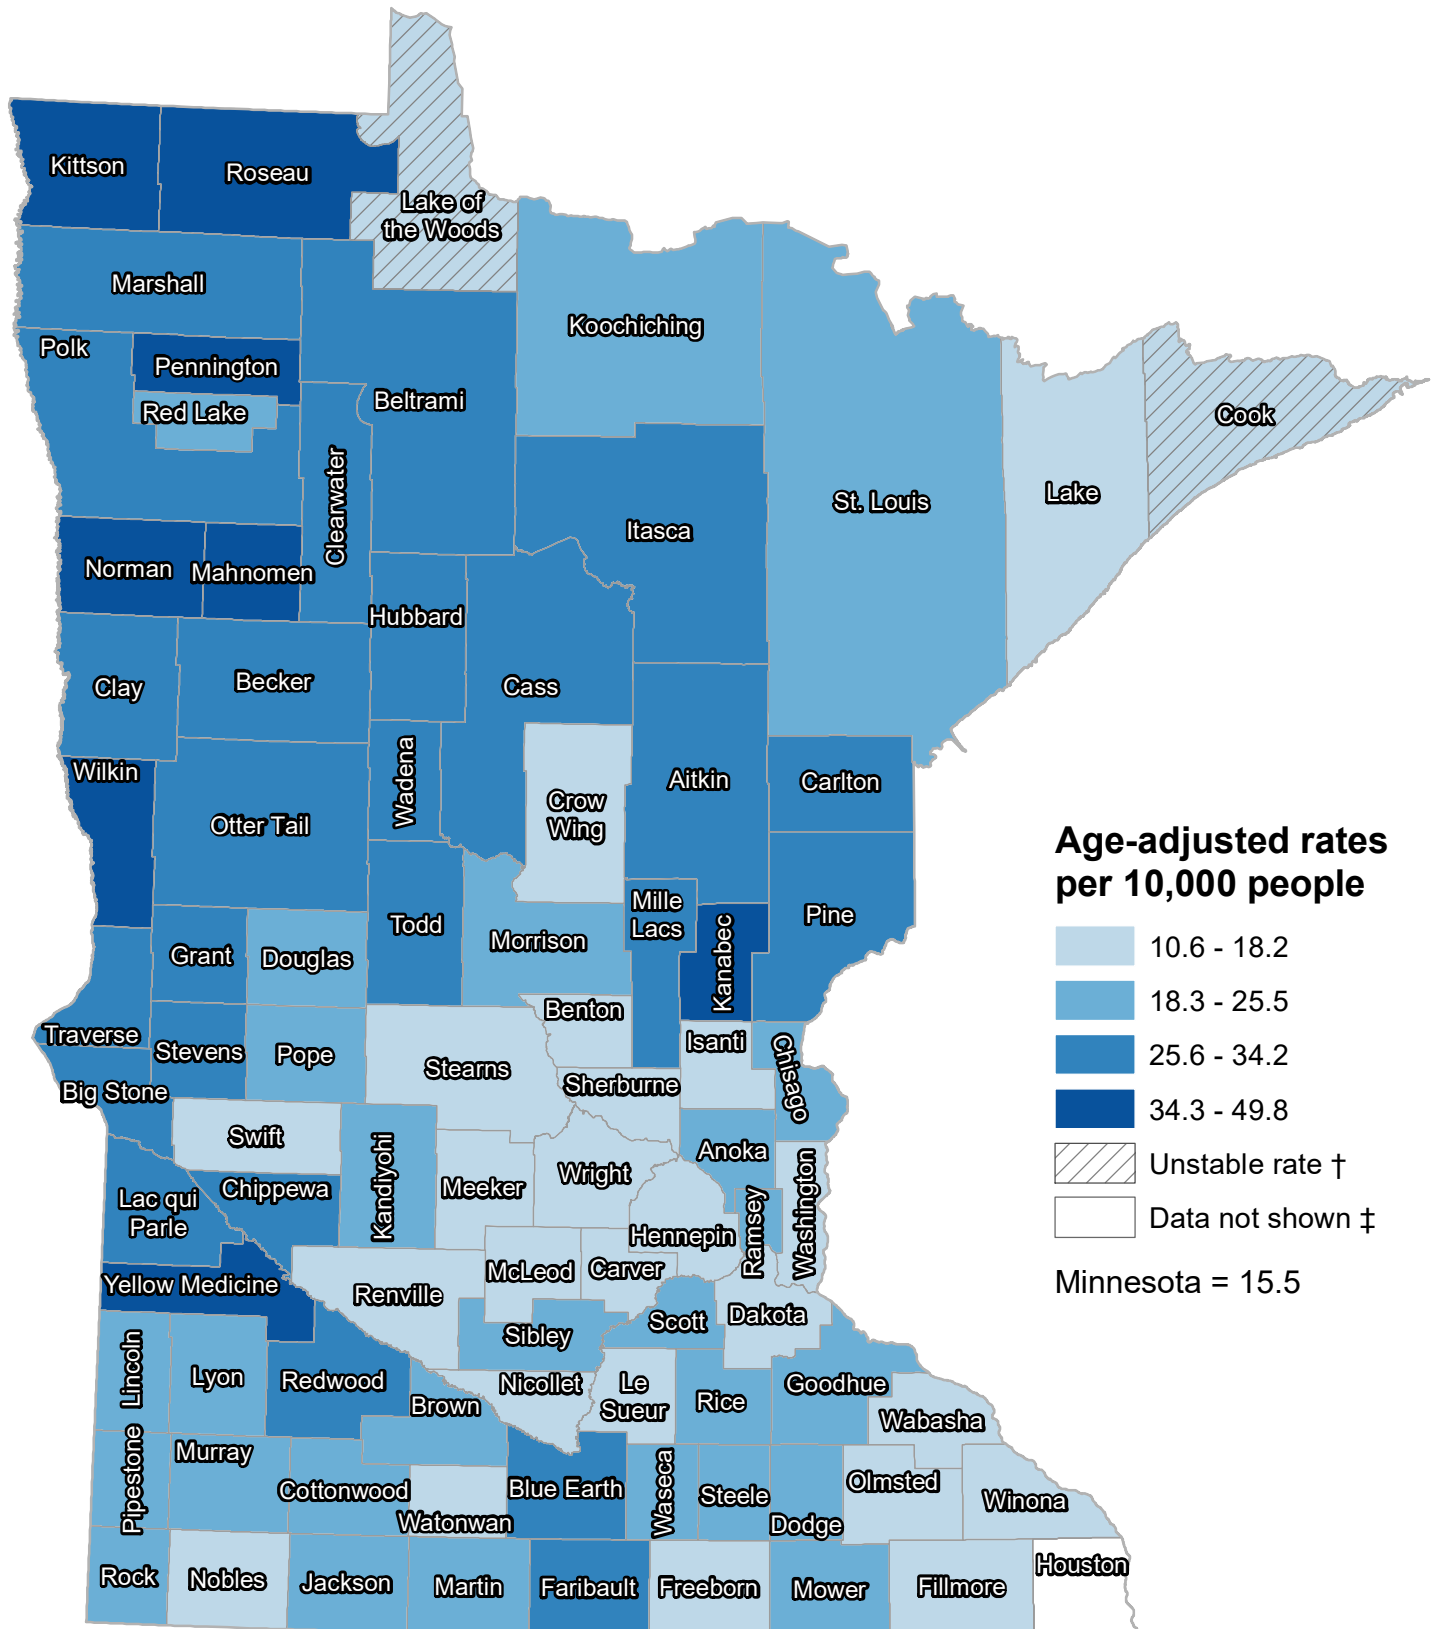 Kittson
Roseau
Lake of
the Woods
Marshall
Koochiching
Polk
Pennington
Beltrami
Red Lake
Cook
Clearwater
Lake
St. Louis
Itasca
Norman
Mahnomen
Hubbard
Clay
Becker
Cass
Wilkin
Wadena
Aitkin
Carlton
Crow
Wing
Otter Tail
Mille
Lacs
Pine
Todd
Morrison
Kanabec
Grant
Douglas
Benton
Traverse
Stevens
Pope
Isanti
Stearns
Chisago
Big Stone
Sherburne
Swift
Kandiyohi
Anoka
Wright
Meeker
Chippewa
Lac qui
Parle
Hennepin
Ramsey
Washington
Yellow Medicine
Renville
McLeod
Carver
Dakota
Sibley
Scott
Lincoln
Lyon
Redwood
Nicollet
Le
Sueur
Rice
Goodhue
Brown
Wabasha
Pipestone
Murray
Cottonwood
Blue Earth
Waseca
Steele
Olmsted
Winona
Watonwan
Dodge
Houston
Rock
Nobles
Jackson
Martin
Faribault
Freeborn
Mower
Fillmore
Age-adjusted rates
per 10,000 people
10.6 - 18.2
18.3 - 25.5
25.6 - 34.2
34.3 - 49.8
Unstable rate †
Data not shown ‡
Minnesota = 15.5